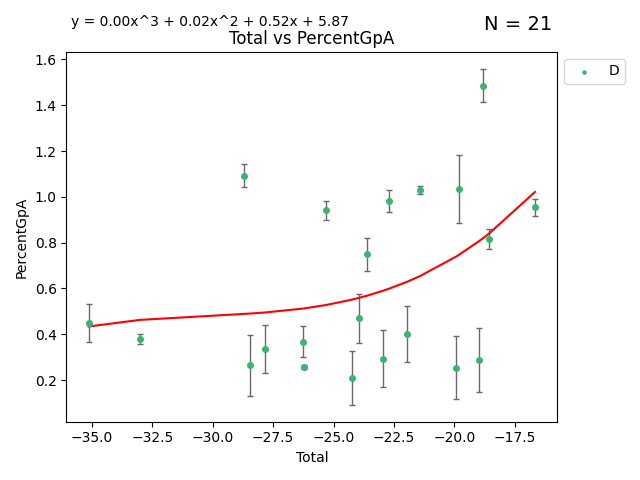 y = 0.00x^3 + 0.02x^2 + 0.52x + 5.87
N = 21
Total vs PercentGpA
D
PercentGpA
1.6
1.4
1.2
1.0
0.8
0.6
0.4
0.2
−35.0 −32.5 −30.0 −27.5 −25.0 −22.5 −20.0 −17.5
Total